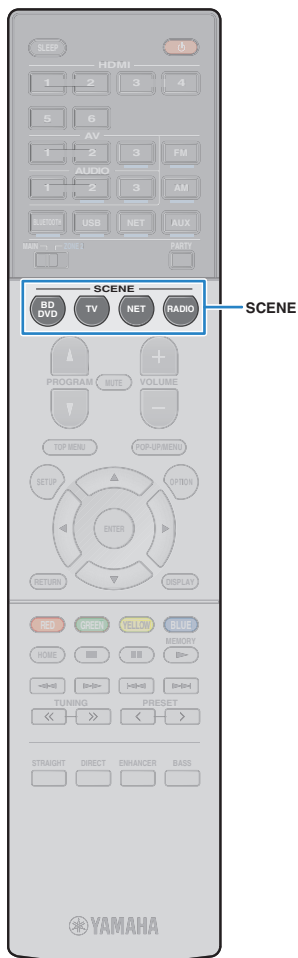 SLEEP
HDMI
1 2 3 4
5 6
AV
1 2 3 FM
AUDIO
1 2 3 AM
BLUETOOTH USB NET AUX
MAIN ZONE 2 PARTY
SCENE
BD DVD TV NET RADIO
SCENE
PROGRAM MUTE VOLUME
TOP MENU POP-UP/MENU
SETUP OPTION
ENTER
RETURN DISPLAY
RED GREEN YELLOW BLUE
MEMORY
HOME
TUNING PRESET
STRAIGHT DIRECT ENHANCER BASS
YAMAHA